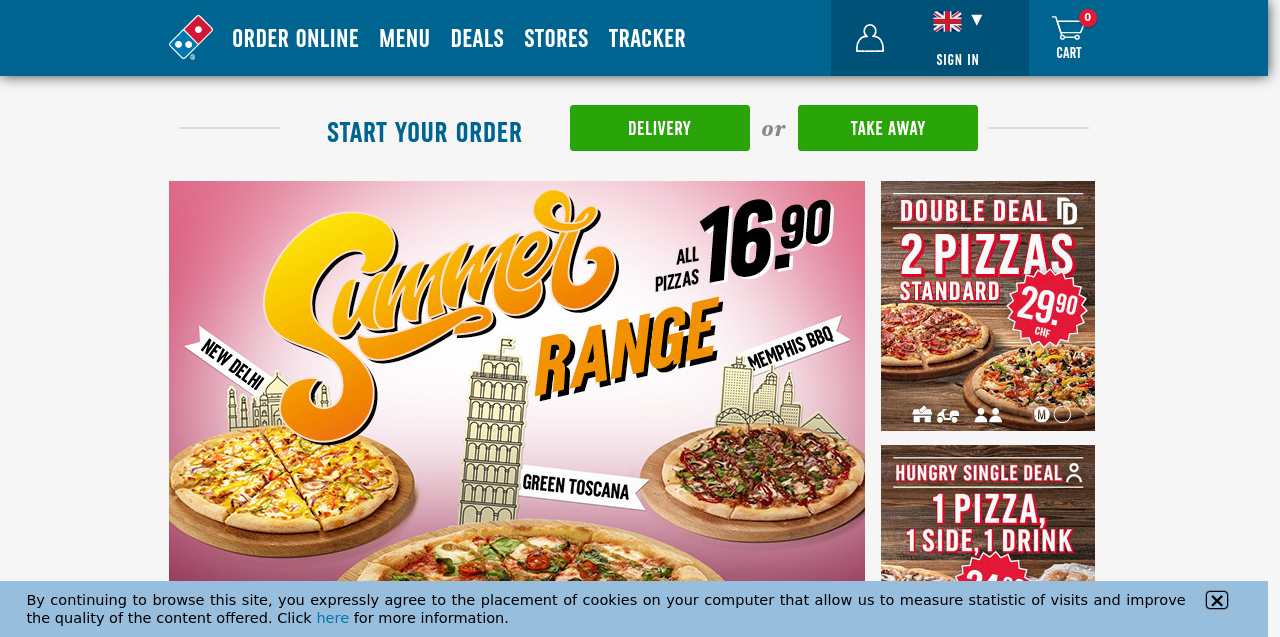 ORDER ONLINE MENU DEALS STORES TRACKER
▼
SIGN IN
0
CART
START YOUR ORDER
DELIVERY
or
TAKE AWAY
Summer
RANGE
ALL
PIZZAS
16.90
NEW DELHI
MEMPHIS BBQ
GREEN TOSCANA
DOUBLE DEAL
2 PIZZAS
STANDARD
29.90
CHF
M
HUNGRY SINGLE DEAL
1 PIZZA,
1 SIDE, 1 DRINK
By continuing to browse this site, you expressly agree to the placement of cookies on your computer that allow us to measure statistic of visits and improve
the quality of the content offered. Click here for more information.